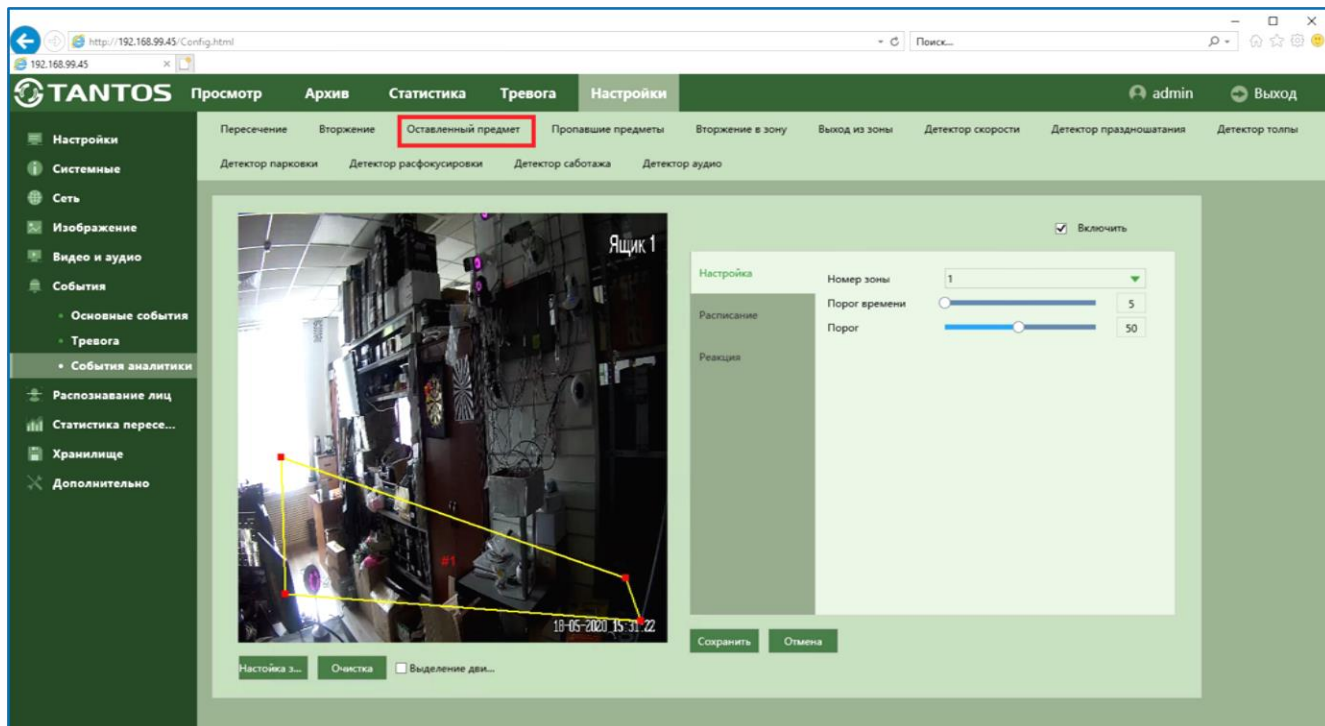 http://192.168.99.45/Config.html
Поиск...
192.168.99.45
TANTOS Просмотр Архив Статистика Тревога Настройки admin Выход
Настройки
Системные
Сеть
Изображение
Видео и аудио
События
Основные события
Тревога
События аналитики
Распознавание лиц
Статистика пересе...
Хранилище
Дополнительно
Пересечение Вторжение Оставленный предмет Пропавшие предметы Вторжение в зону Выход из зоны Детектор скорости Детектор праздношатания Детектор толпы
Детектор парковки Детектор расфокусировки Детектор саботажа Детектор аудио
Ящик 1
#1
18-05-2020 15:31:22
Настойка з... Очистка Выделение дви...
Включить
Настройка
Расписание
Реакция
Номер зоны 1
Порог времени 5
Порог 50
Сохранить Отмена